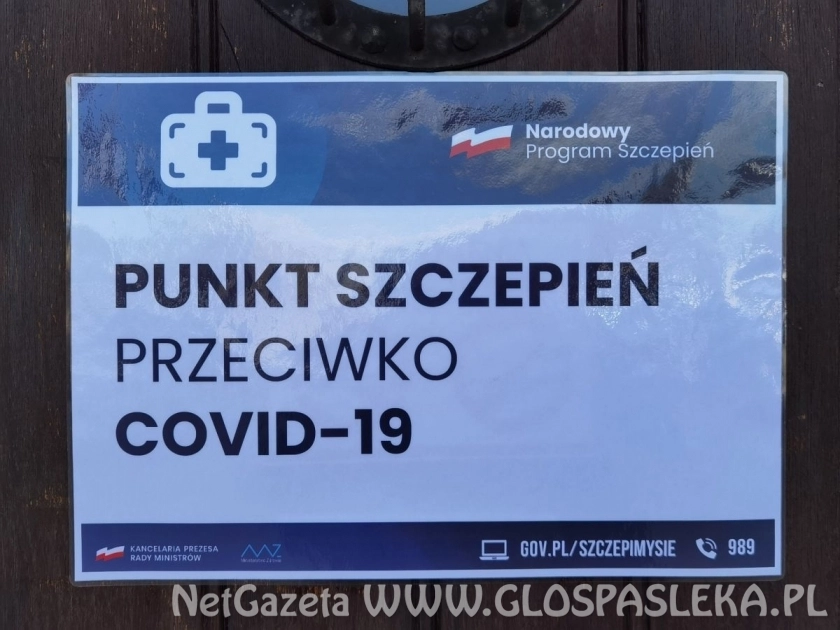 Narodowy
Program Szczepień
PUNKT SZCZEPIEŃ
PRZECIWKO
COVID-19
KANCELARIA PREZESA
RADY MINISTRÓW
GOV.PL/SZCZEPIMYSIE
989
NetGazeta WWW.GLOSPASLEKA.PL